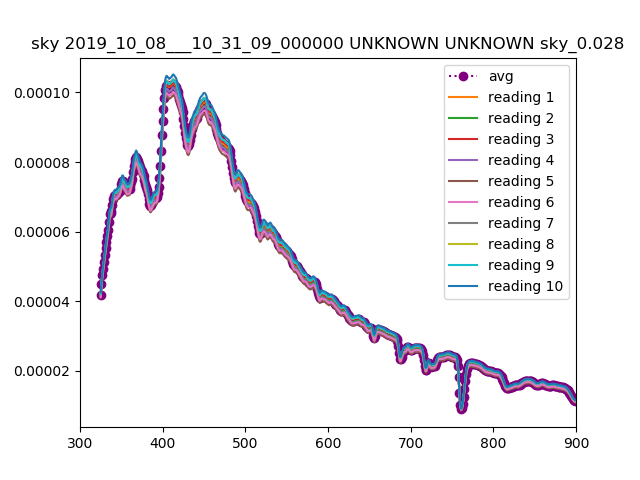 sky 2019_10_08___10_31_09_000000 UNKNOWN UNKNOWN sky_0.028
0.00010
0.00008
0.00006
0.00004
0.00002
300 400 500 600 700 800 900
avg
reading 1
reading 2
reading 3
reading 4
reading 5
reading 6
reading 7
reading 8
reading 9
reading 10